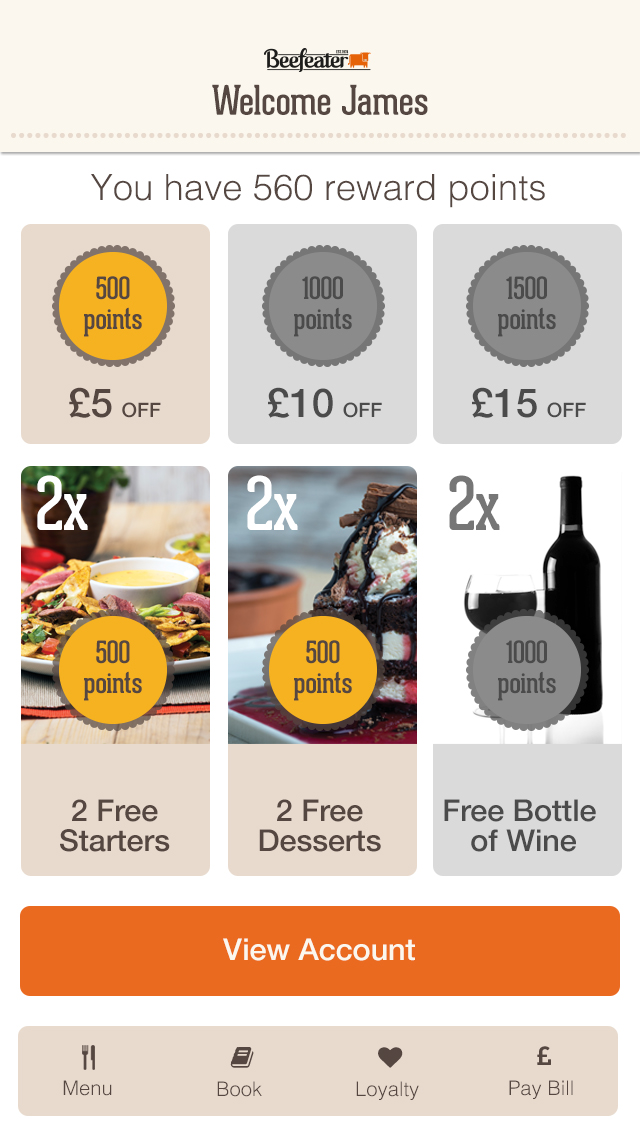 Beefeater
Welcome James
You have 560 reward points
500
points
£5 OFF
1000
points
£10 OFF
1500
points
£15 OFF
2x
500
points
2 Free
Starters
2x
500
points
2 Free
Desserts
2x
1000
points
Free Bottle
of Wine
View Account
Menu
Book
Loyalty
£
Pay Bill